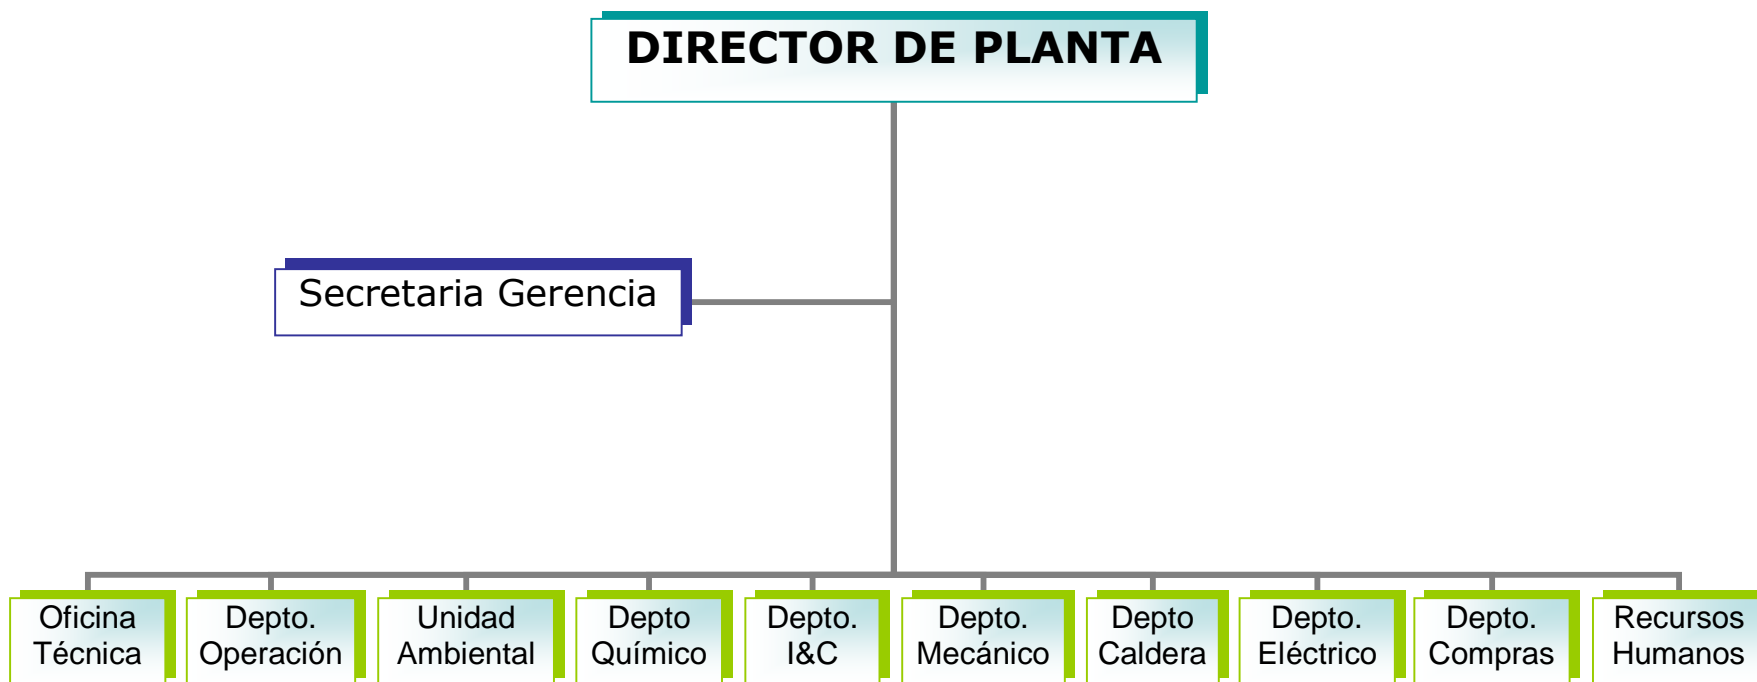 DIRECTOR DE PLANTA
Secretaria Gerencia
Oficina
Técnica
Depto.
Operación
Unidad
Ambiental
Depto
Químico
Depto.
I&C
Depto.
Mecánico
Depto
Caldera
Depto.
Eléctrico
Depto.
Compras
Recursos
Humanos